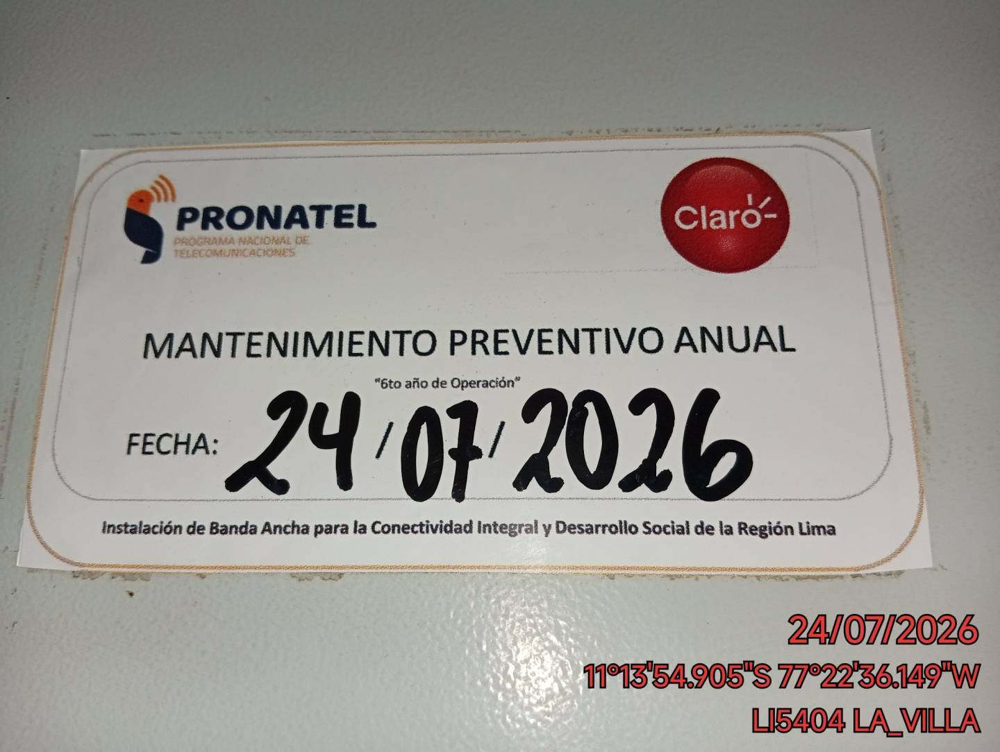 PRONATEL
PROGRAMA NACIONAL DE
TELECOMUNICACIONES
Claro
MANTENIMIENTO PREVENTIVO ANUAL
"6to año de Operación"
FECHA: 24/07/2026
Instalación de Banda Ancha para la Conectividad Integral y Desarrollo Social de la Región Lima
24/07/2026
11°13'54.905"S 77°22'36.149"W
LI5404 LA_VILLA